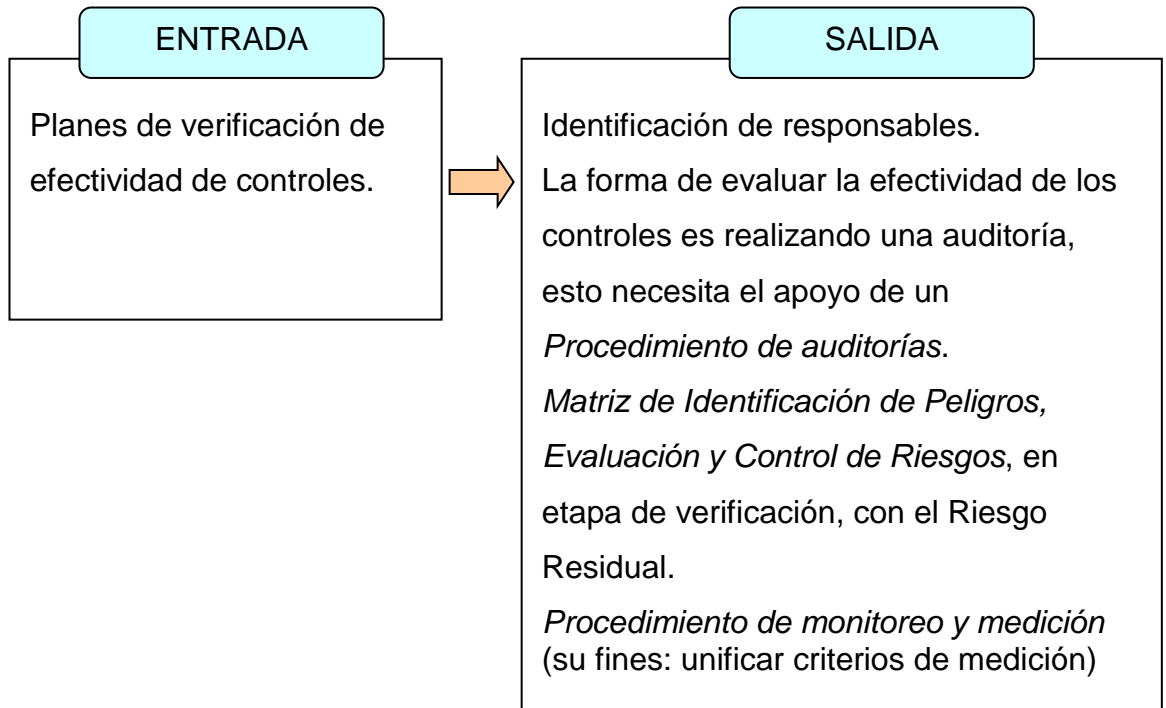 ENTRADA
Planes de verificación de
efectividad de controles.
SALIDA
Identificación de responsables.
La forma de evaluar la efectividad de los
controles es realizando una auditoría,
esto necesita el apoyo de un
Procedimiento de auditorías.
Matriz de Identificación de Peligros,
Evaluación y Control de Riesgos, en
etapa de verificación, con el Riesgo
Residual.
Procedimiento de monitoreo y medición
(su fines: unificar criterios de medición)